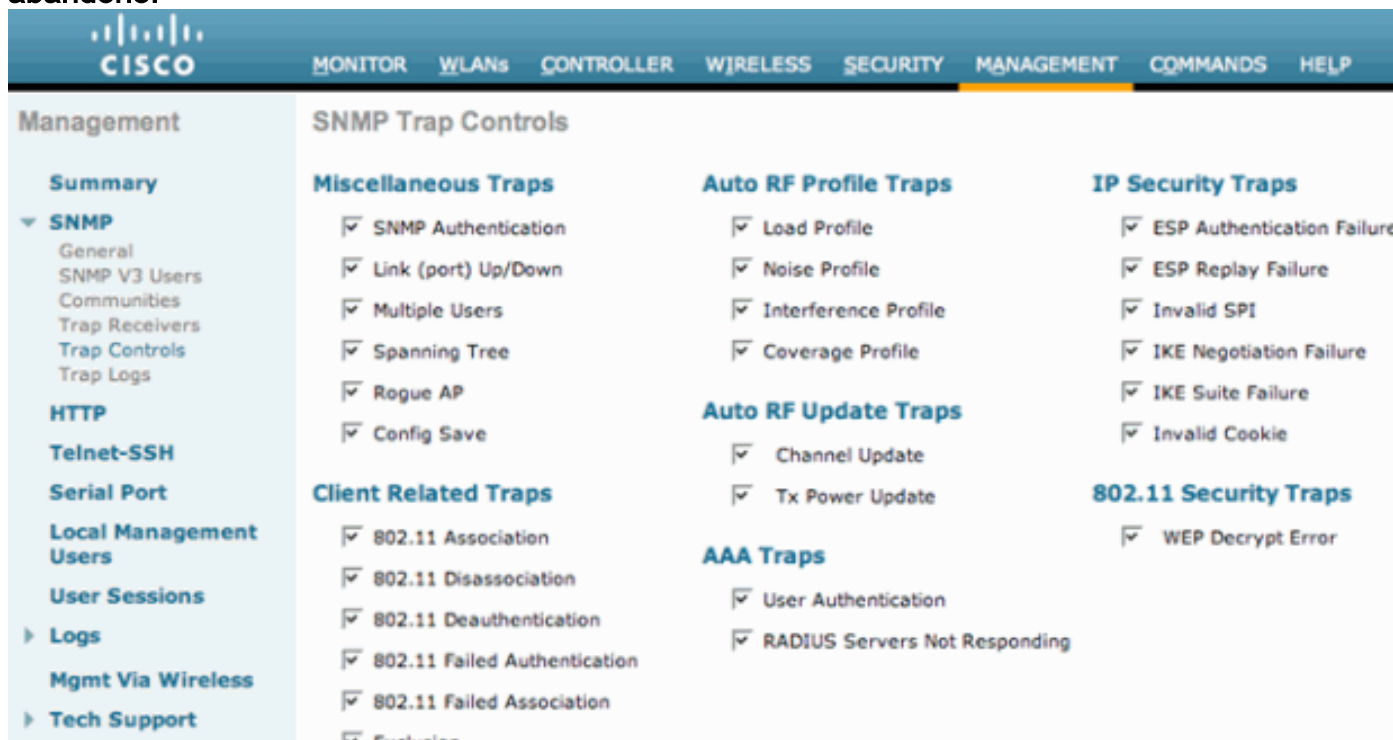 CISCO
MONITOR WLANs CONTROLLER WIRELESS SECURITY MANAGEMENT COMMANDS HELP
Management
Summary
SNMP
General
SNMP V3 Users
Communities
Trap Receivers
Trap Controls
Trap Logs
HTTP
Telnet-SSH
Serial Port
Local Management
Users
User Sessions
Logs
Mgmt Via Wireless
Tech Support
SNMP Trap Controls
Miscellaneous Traps
SNMP Authentication
Link (port) Up/Down
Multiple Users
Spanning Tree
Rogue AP
Config Save
Client Related Traps
802.11 Association
802.11 Disassociation
802.11 Deauthentication
802.11 Failed Authentication
802.11 Failed Association
Auto RF Profile Traps
Load Profile
Noise Profile
Interference Profile
Coverage Profile
Auto RF Update Traps
Channel Update
Tx Power Update
AAA Traps
User Authentication
RADIUS Servers Not Responding
IP Security Traps
ESP Authentication Failure
ESP Replay Failure
Invalid SPI
IKE Negotiation Failure
IKE Suite Failure
Invalid Cookie
802.11 Security Traps
WEP Decrypt Error